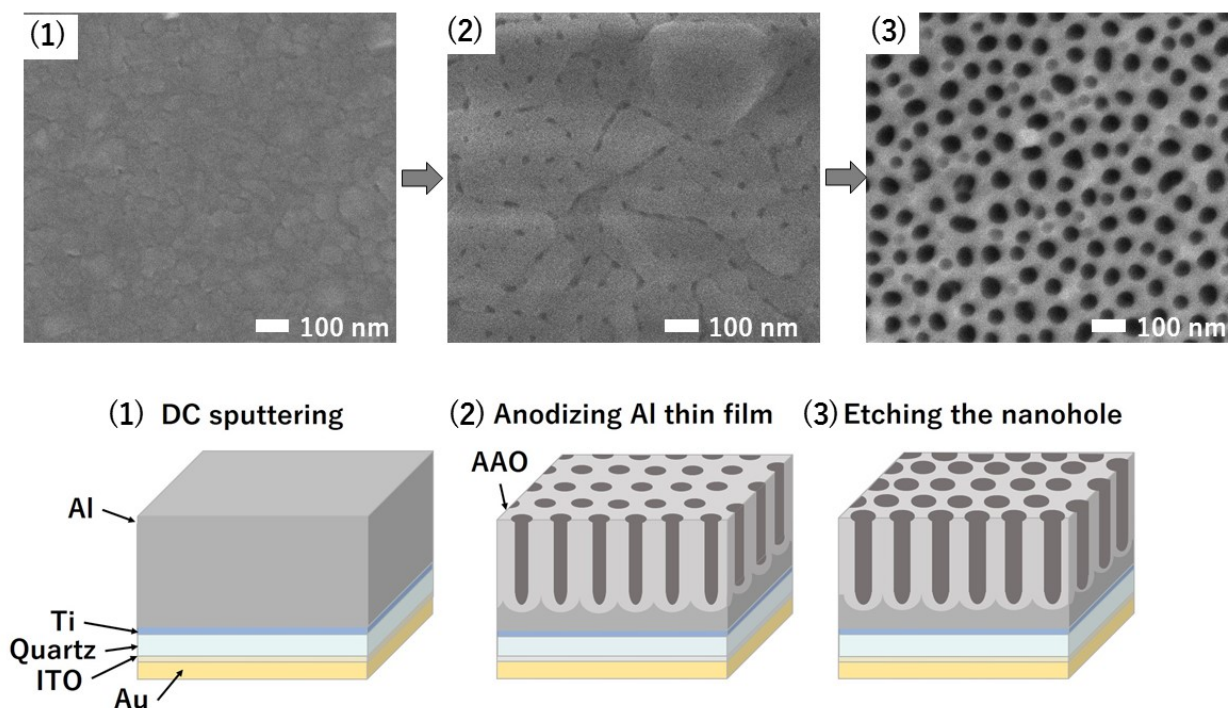 (1)
(2)
(3)
100 nm
100 nm
100 nm
(1) DC sputtering
(2) Anodizing Al thin film
(3) Etching the nanohole
AAO
Al
Ti
Quartz
ITO
Au